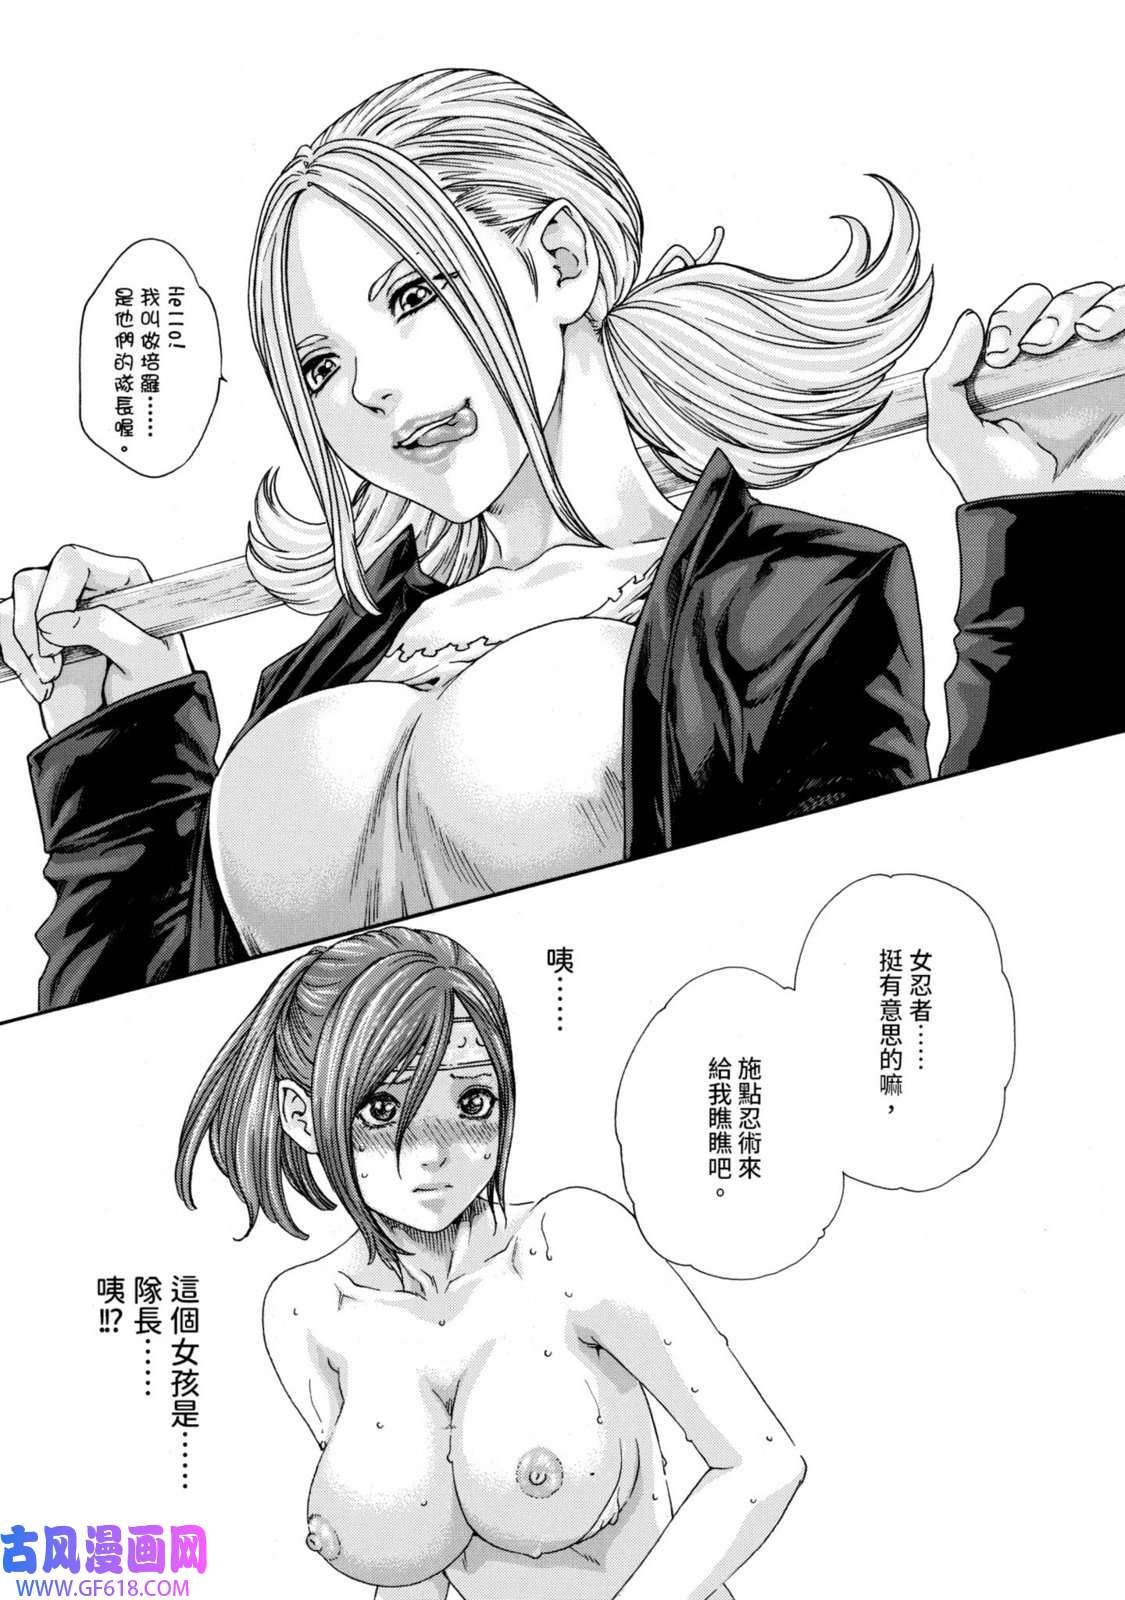 Hello!
我叫做培羅……
是他們的隊長喔。
女忍者……
挺有意思的嘛，
施點忍術來
給我瞧瞧吧。
咦……
這個女孩是……
隊長……
咦!!?
古风漫画网
WWW.GF618.COM